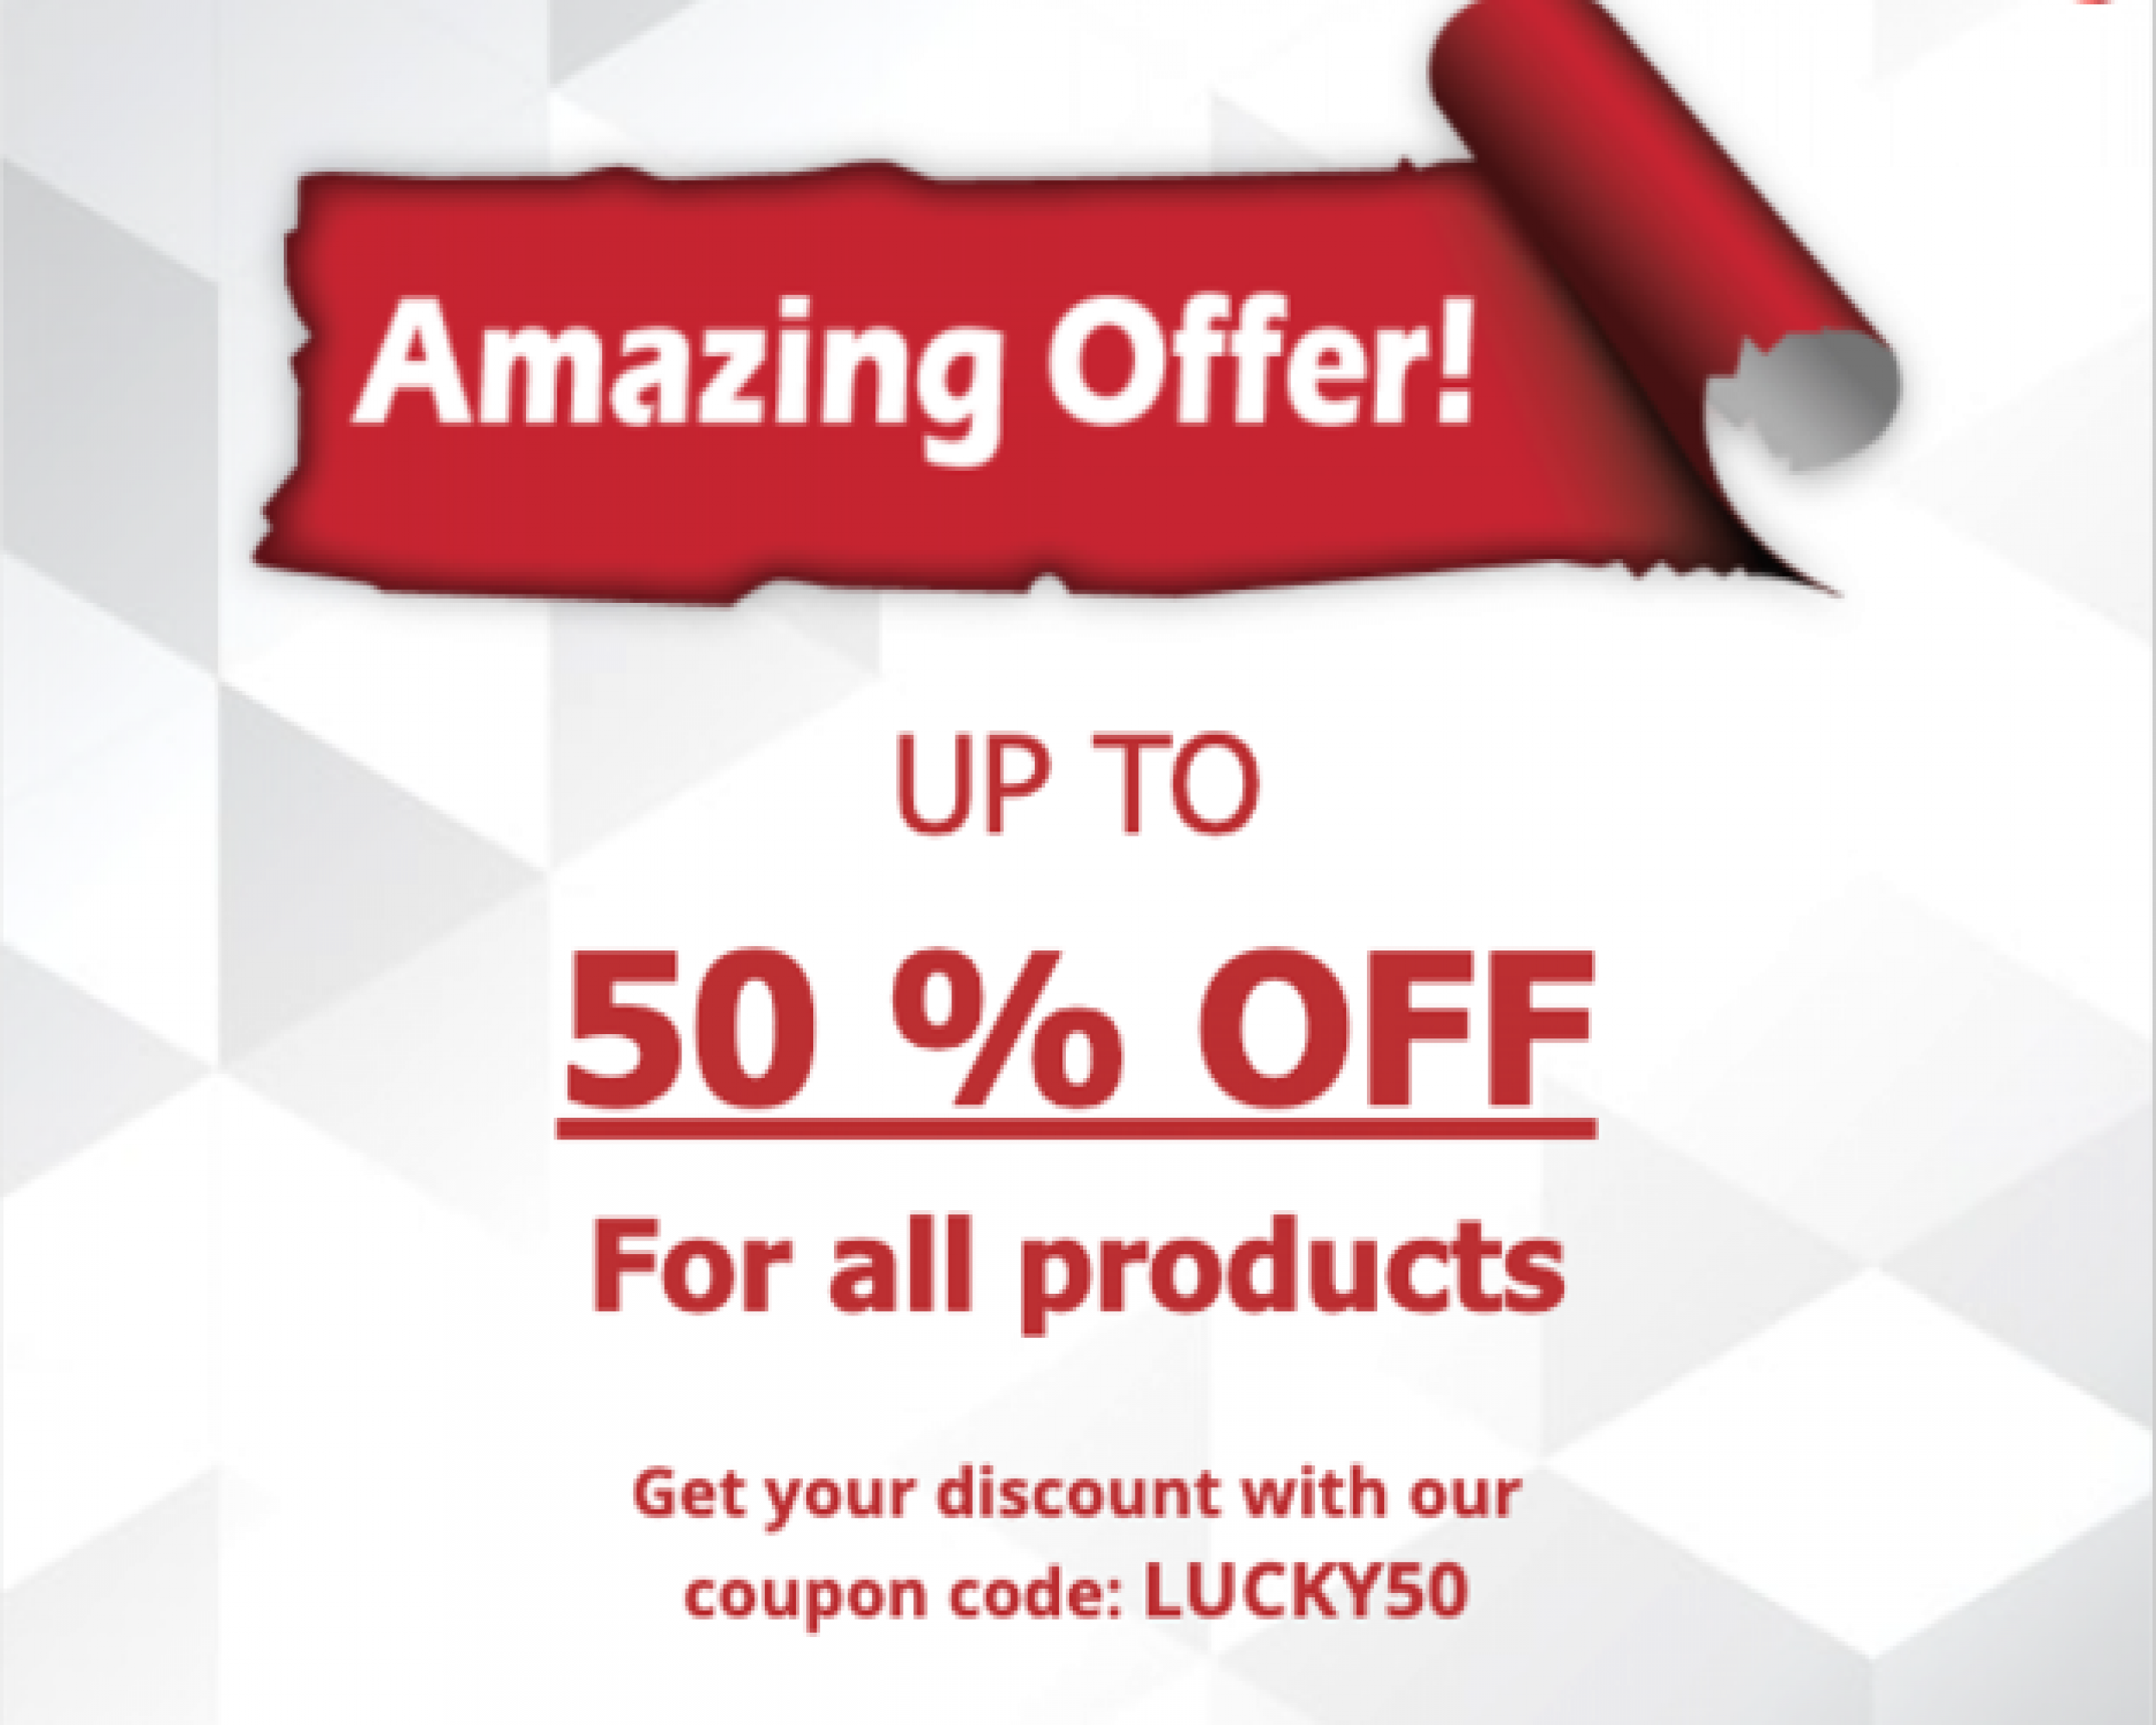 Amazing Offer!
UP TO
50 % OFF
For all products
Get your discount with our
coupon code: LUCKY50